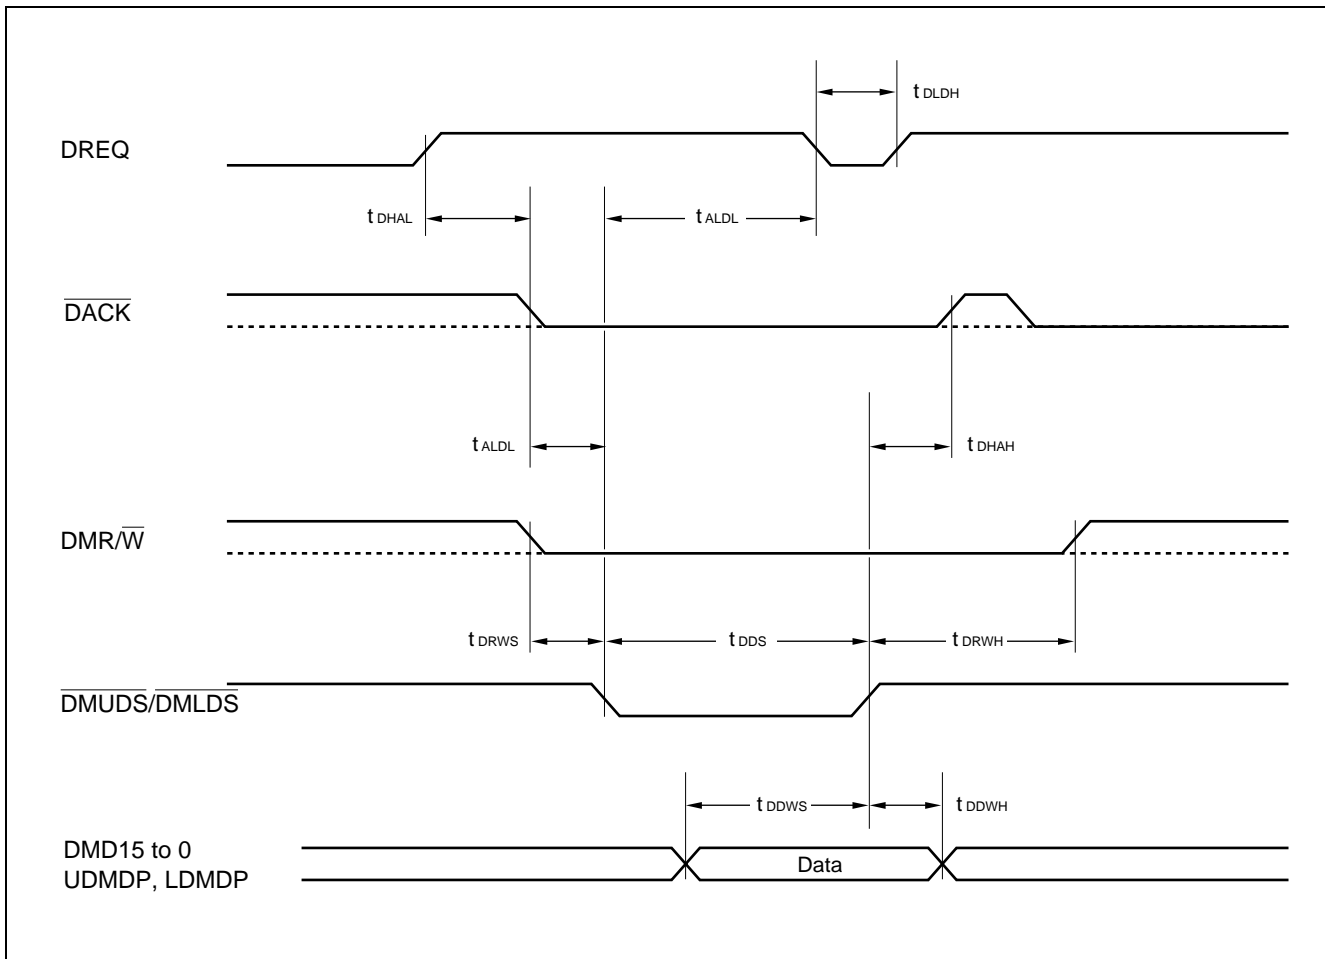 t DLDH
DREQ
t DHAL
t ALDL
DACK
t ALDL
t DHAH
DMR/W
t DRWS
t DDS
t DRWH
DMUDS/DMLDS
t DDWS
t DDWH
DMD15 to 0
UDMDP, LDMDP
Data